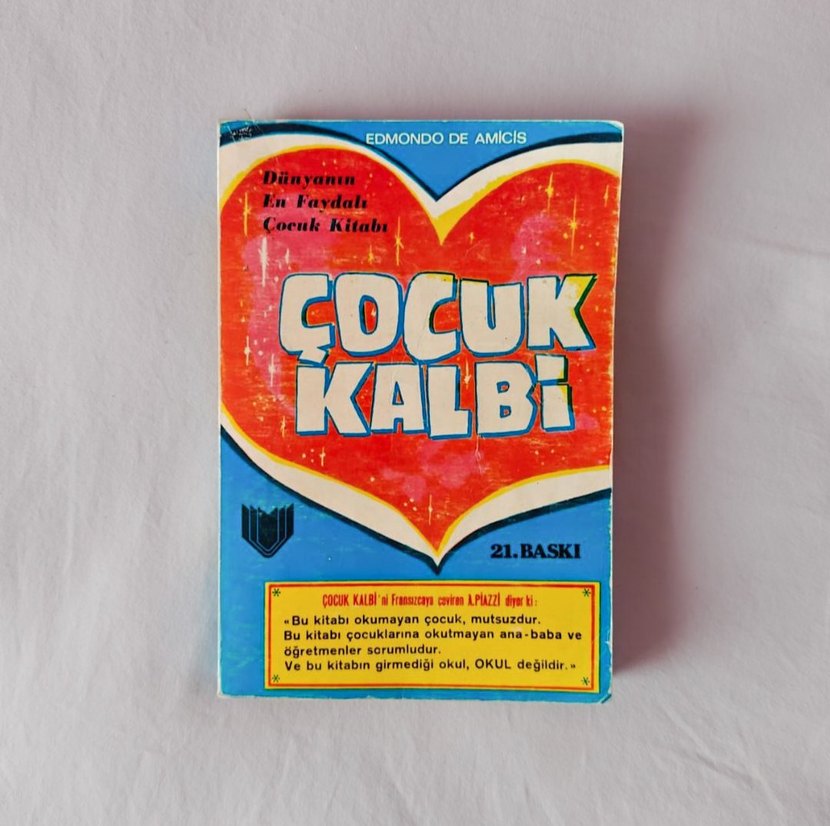 EDMONDO DE AMİCİS
Dünyanın
En Faydalı
Çocuk Kitabı
ÇOCUK
KALBİ
21. BASKI
ÇOCUK KALBİ'ni Fransızcaya çeviren A.PİAZZİ diyor ki:
«Bu kitabı okumayan çocuk, mutsuzdur.
Bu kitabı çocuklarına okutmayan ana-baba ve
öğretmenler sorumludur.
Ve bu kitabın girmediği okul, OKUL değildir.»